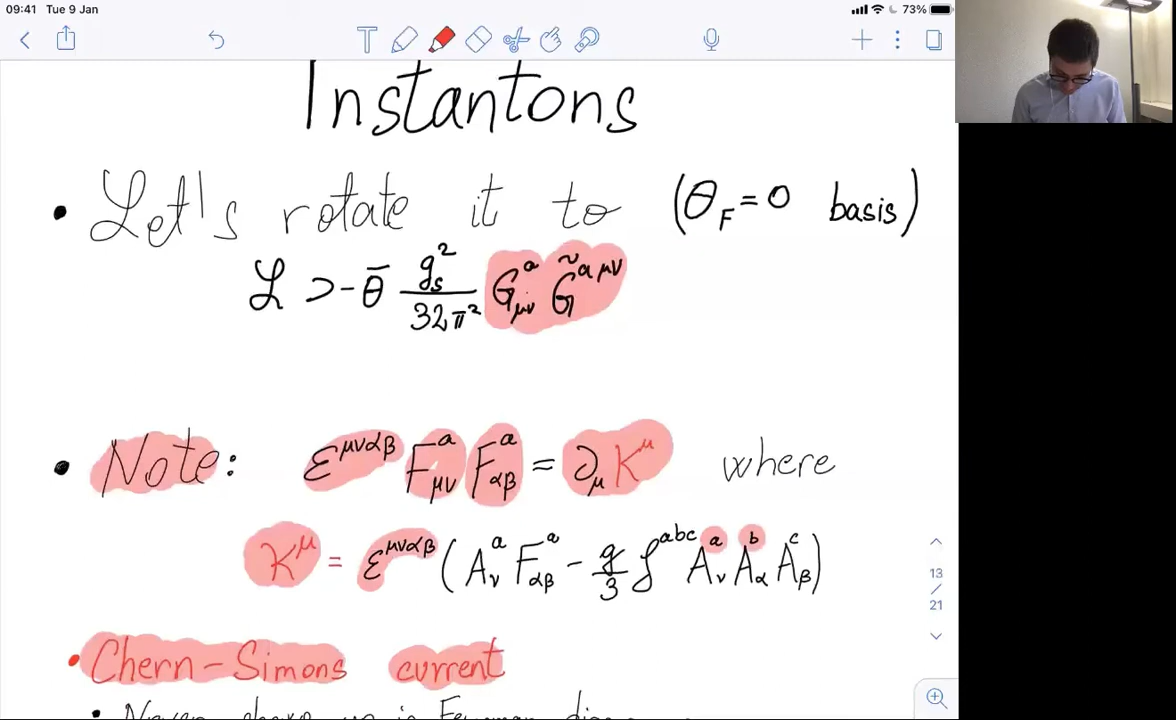 09:41 Tue 9 Jan 73%
Instantons
• Let's rotate it to (θ_F = 0 basis)
ℒ ⊃ - θ̄ g_s² / 32π² G^a_μν G̃^{a μν}
• Note: ε^{μναβ} F^a_μν F^a_αβ = ∂_μ K^μ where
K^μ = ε^{μναβ} (A^a_ν F^a_αβ - g/3 f^{abc} A^a_ν A^b_α A^c_β)
13
/
21
• Chern-Simons current